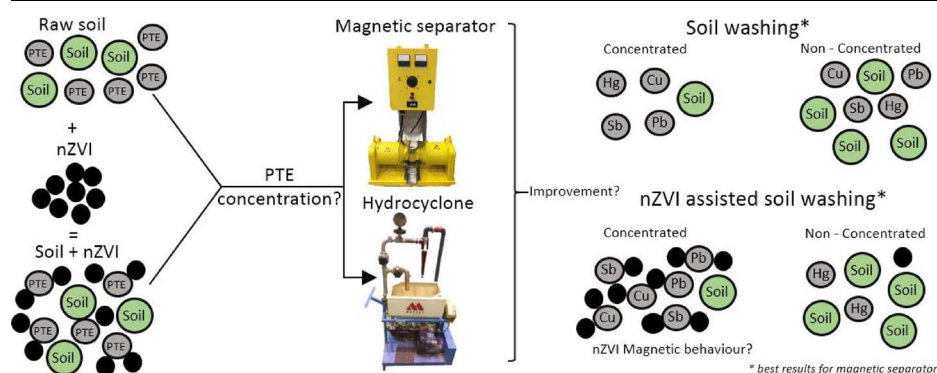 Raw soil
PTE
PTE Soil Soil
PTE
Soil PTE PTE
+
nZVI
=
Soil + nZVI
PTE PTE
Soil Soil
PTE PTE PTE
Soil
PTE
concentration?
Magnetic separator
Hydrocyclone
Improvement?
Soil washing*
Concentrated
Hg Cu
Soil
Sb Pb
Non - Concentrated
Cu Soil Pb
Soil Sb Hg
Soil Soil
nZVI assisted soil washing*
Concentrated
Sb Pb
Cu Pb Soil
Cu Sb
nZVI Magnetic behaviour?
Non - Concentrated
Hg Soil Soil
Soil Hg Soil
* best results for magnetic separator